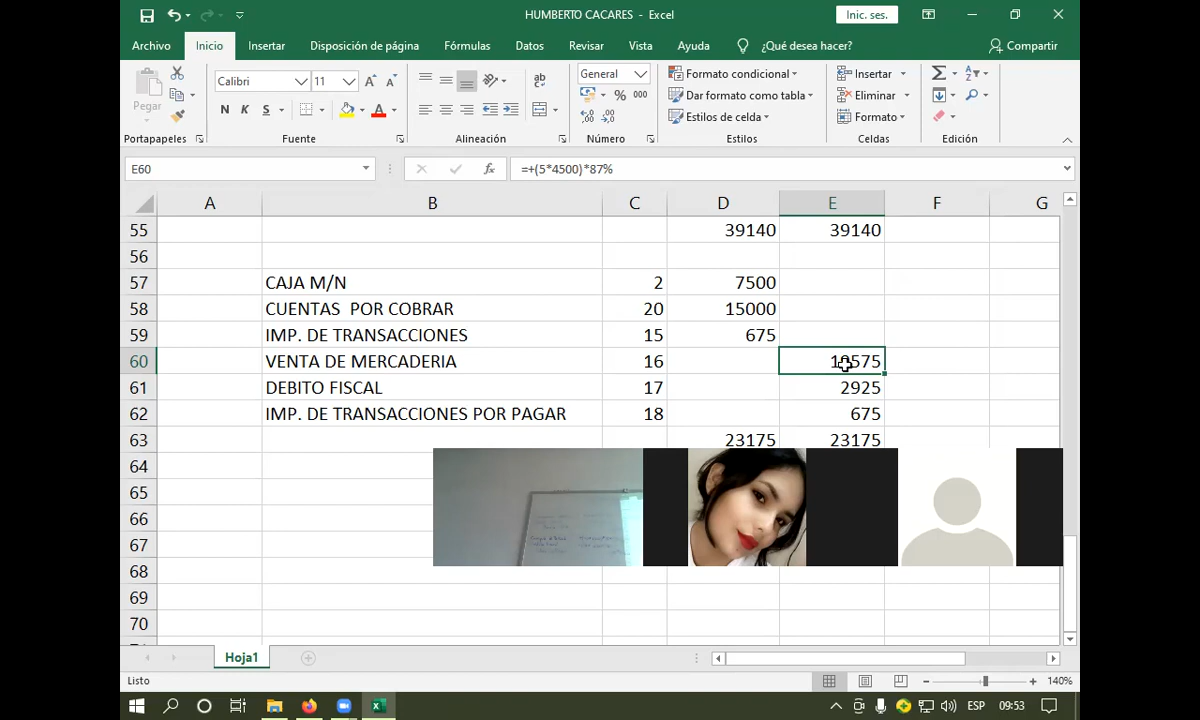 HUMBERTO CACARES - Excel
Inic. ses.
Archivo Inicio Insertar Disposición de página Fórmulas Datos Revisar Vista Ayuda ¿Qué desea hacer? Compartir
Pegar
Calibri 11
N K S
General
% 000
Formato condicional
Dar formato como tabla
Estilos de celda
Insertar
Eliminar
Formato
Portapapeles Fuente Alineación Número Estilos Celdas Edición
E60 fx =+(5*4500)*87%
A B C D E F G
55 39140 39140
56
57 CAJA M/N 2 7500
58 CUENTAS POR COBRAR 20 15000
59 IMP. DE TRANSACCIONES 15 675
60 VENTA DE MERCADERIA 16 19575
61 DEBITO FISCAL 17 2925
62 IMP. DE TRANSACCIONES POR PAGAR 18 675
63 23175 23175
64
65
66
67
68
69
70
Hoja1
Listo 140%
ESP 09:53